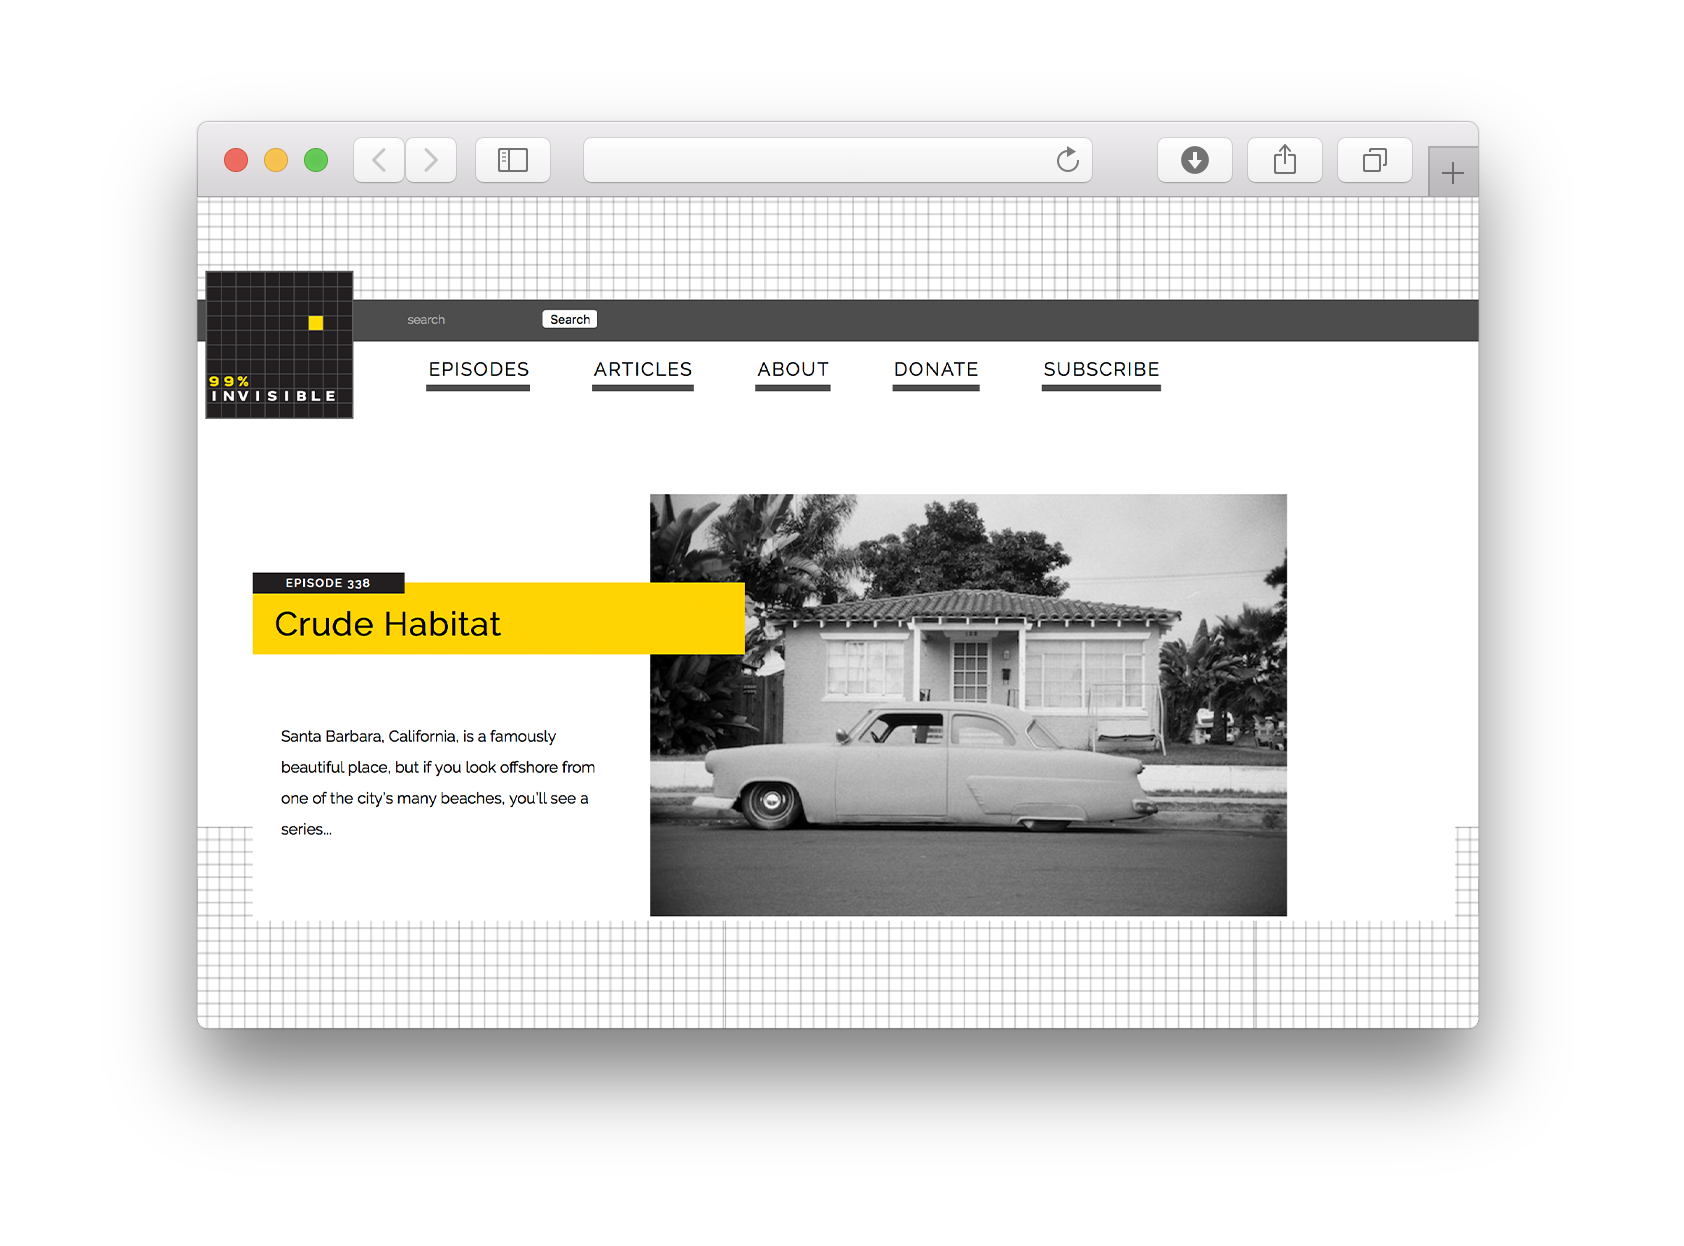 search
Search
99%
INVISIBLE
EPISODES ARTICLES ABOUT DONATE SUBSCRIBE
EPISODE 338
Crude Habitat
Santa Barbara, California, is a famously
beautiful place, but if you look offshore from
one of the city's many beaches, you'll see a
series...